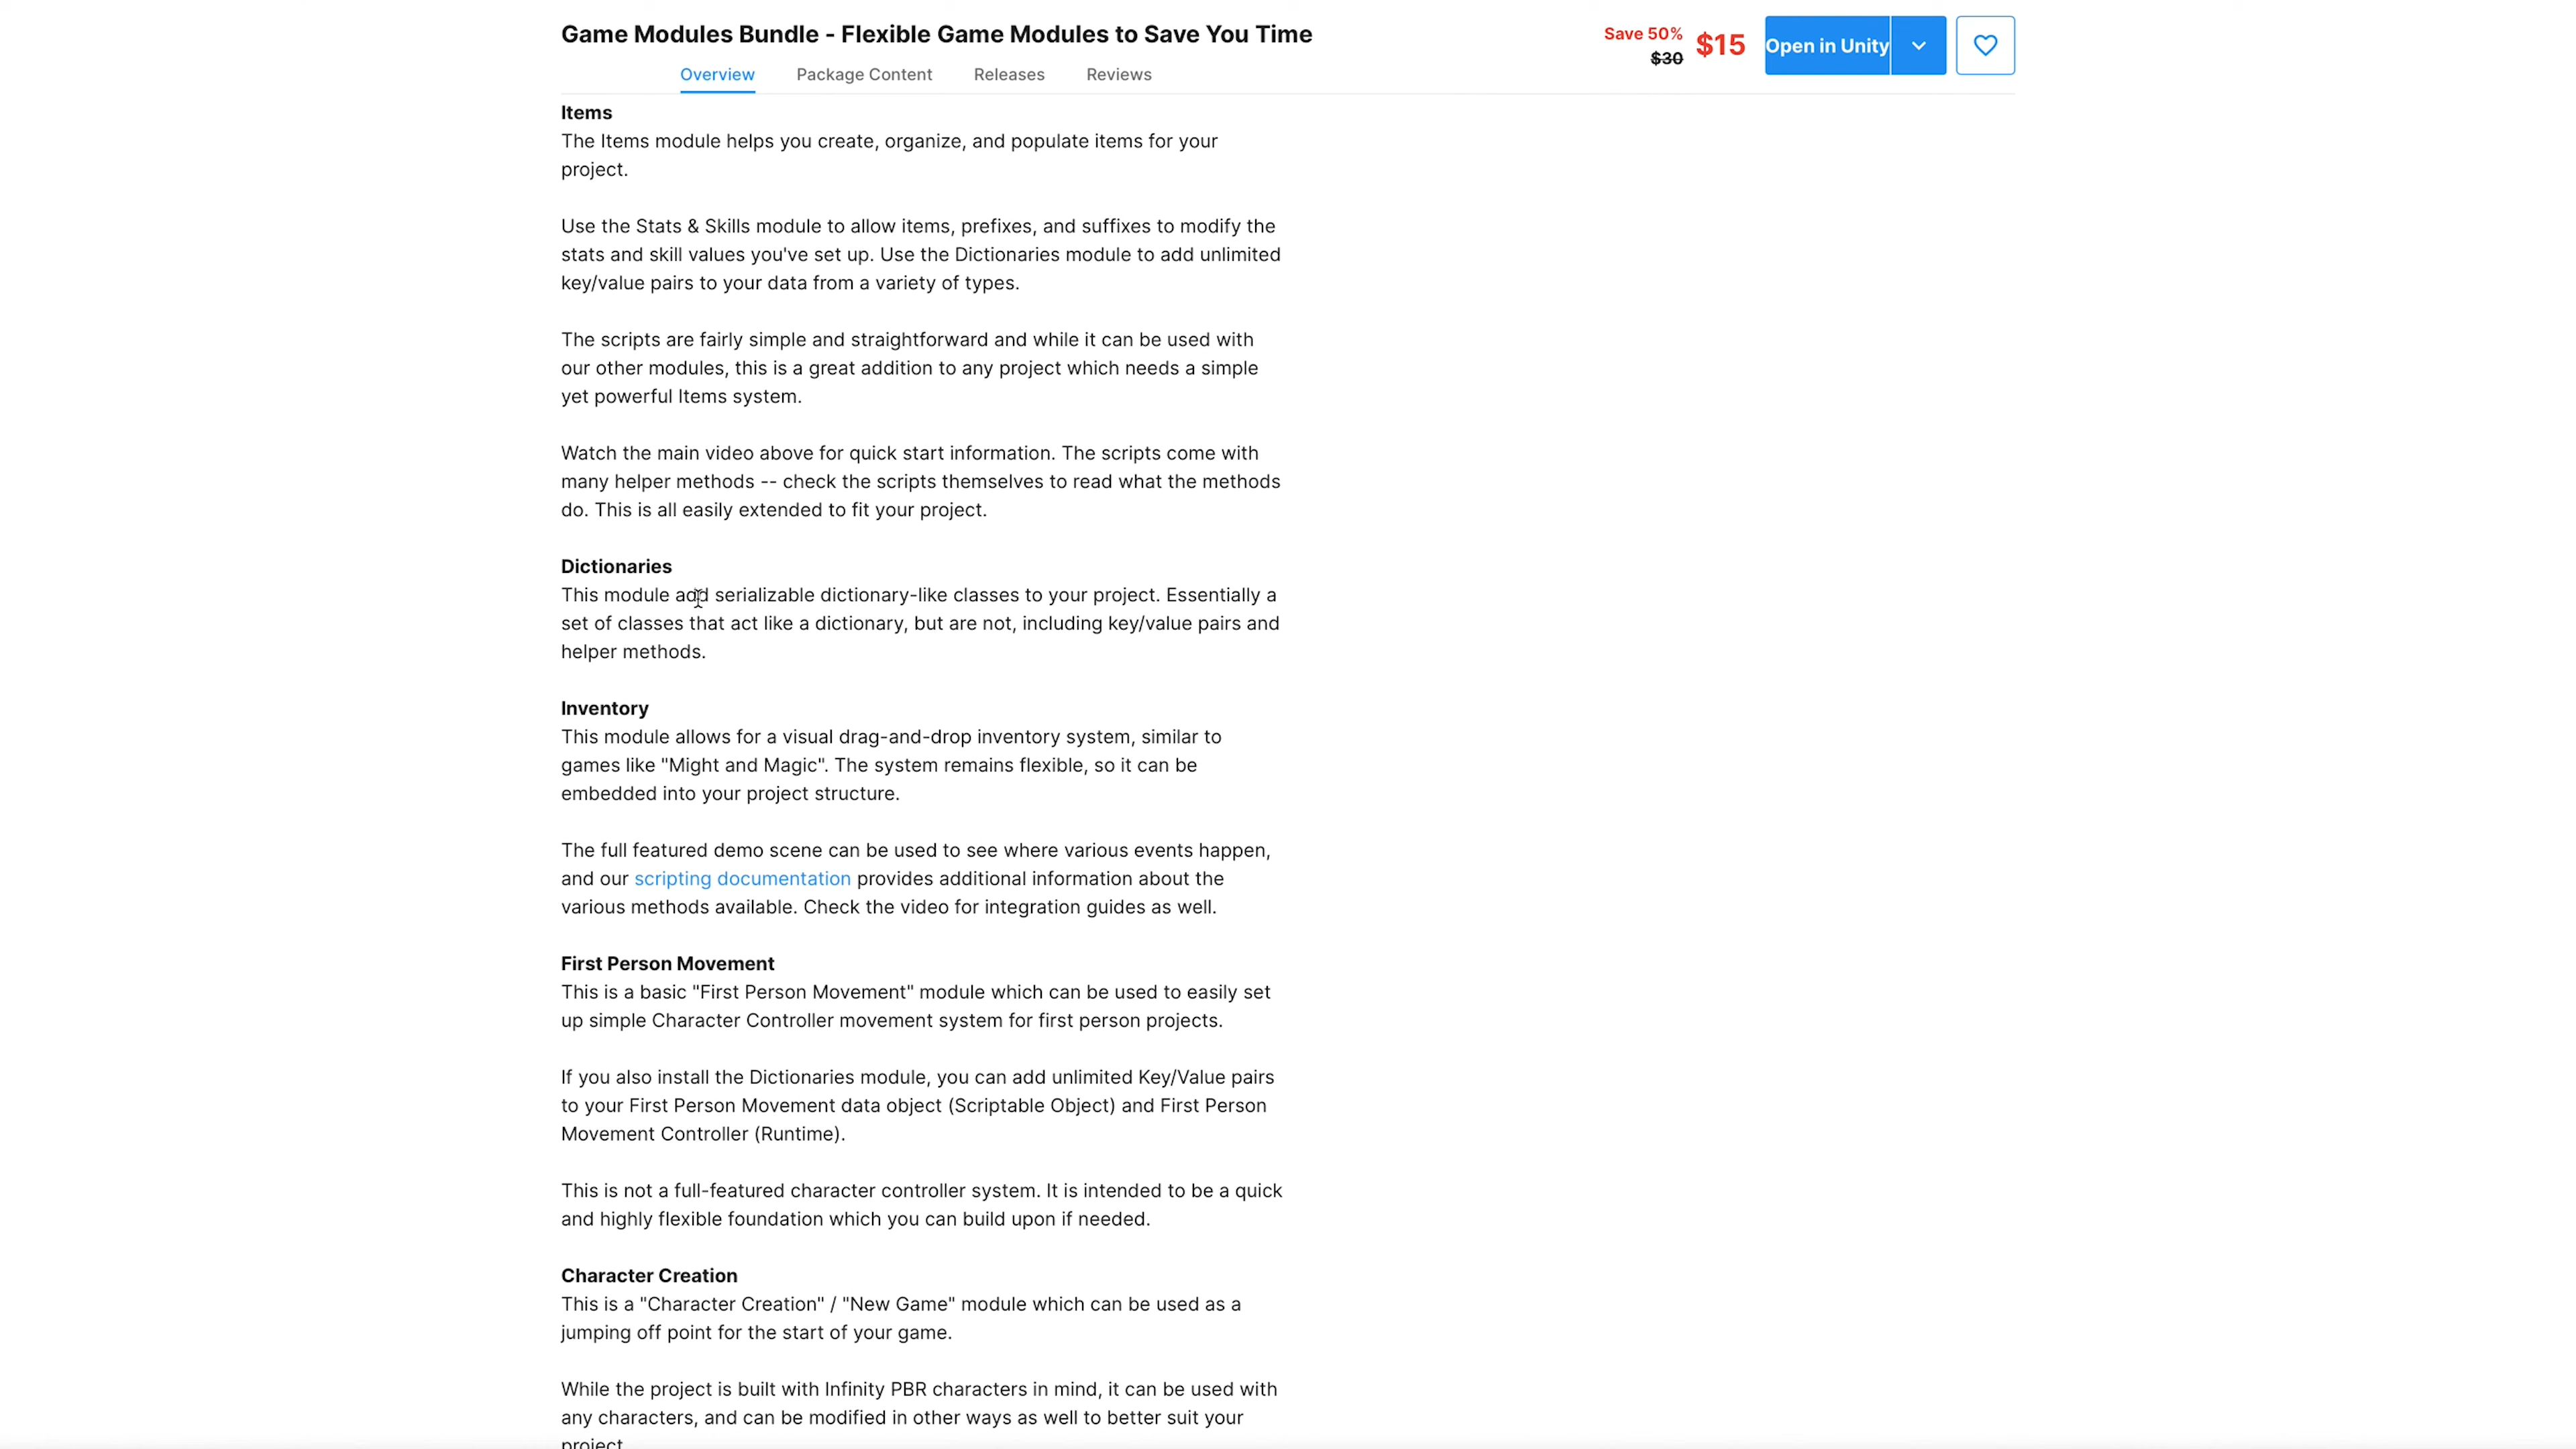 Game Modules Bundle - Flexible Game Modules to Save You Time
Save 50%
$30
$15
Open in Unity
Overview
Package Content
Releases
Reviews
Items
The Items module helps you create, organize, and populate items for your
project.
Use the Stats & Skills module to allow items, prefixes, and suffixes to modify the
stats and skill values you've set up. Use the Dictionaries module to add unlimited
key/value pairs to your data from a variety of types.
The scripts are fairly simple and straightforward and while it can be used with
our other modules, this is a great addition to any project which needs a simple
yet powerful Items system.
Watch the main video above for quick start information. The scripts come with
many helper methods -- check the scripts themselves to read what the methods
do. This is all easily extended to fit your project.
Dictionaries
This module add serializable dictionary-like classes to your project. Essentially a
set of classes that act like a dictionary, but are not, including key/value pairs and
helper methods.
Inventory
This module allows for a visual drag-and-drop inventory system, similar to
games like "Might and Magic". The system remains flexible, so it can be
embedded into your project structure.
The full featured demo scene can be used to see where various events happen,
and our scripting documentation provides additional information about the
various methods available. Check the video for integration guides as well.
First Person Movement
This is a basic "First Person Movement" module which can be used to easily set
up simple Character Controller movement system for first person projects.
If you also install the Dictionaries module, you can add unlimited Key/Value pairs
to your First Person Movement data object (Scriptable Object) and First Person
Movement Controller (Runtime).
This is not a full-featured character controller system. It is intended to be a quick
and highly flexible foundation which you can build upon if needed.
Character Creation
This is a "Character Creation" / "New Game" module which can be used as a
jumping off point for the start of your game.
While the project is built with Infinity PBR characters in mind, it can be used with
any characters, and can be modified in other ways as well to better suit your
project.